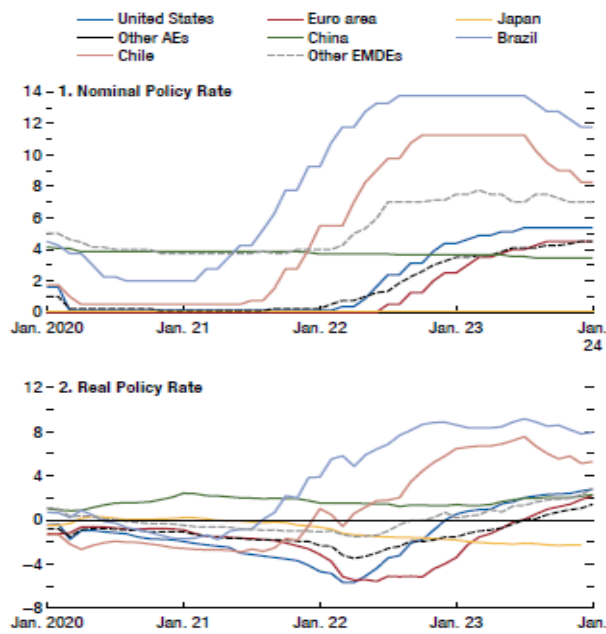 United States Euro area Japan
Other AEs China Brazil
Chile Other EMDEs
14 1. Nominal Policy Rate
12
10
8
6
4
2
0
Jan. 2020 Jan. 21 Jan. 22 Jan. 23 Jan.
24
12 2. Real Policy Rate
8
4
0
−4
−8
Jan. 2020 Jan. 21 Jan. 22 Jan. 23 Jan.